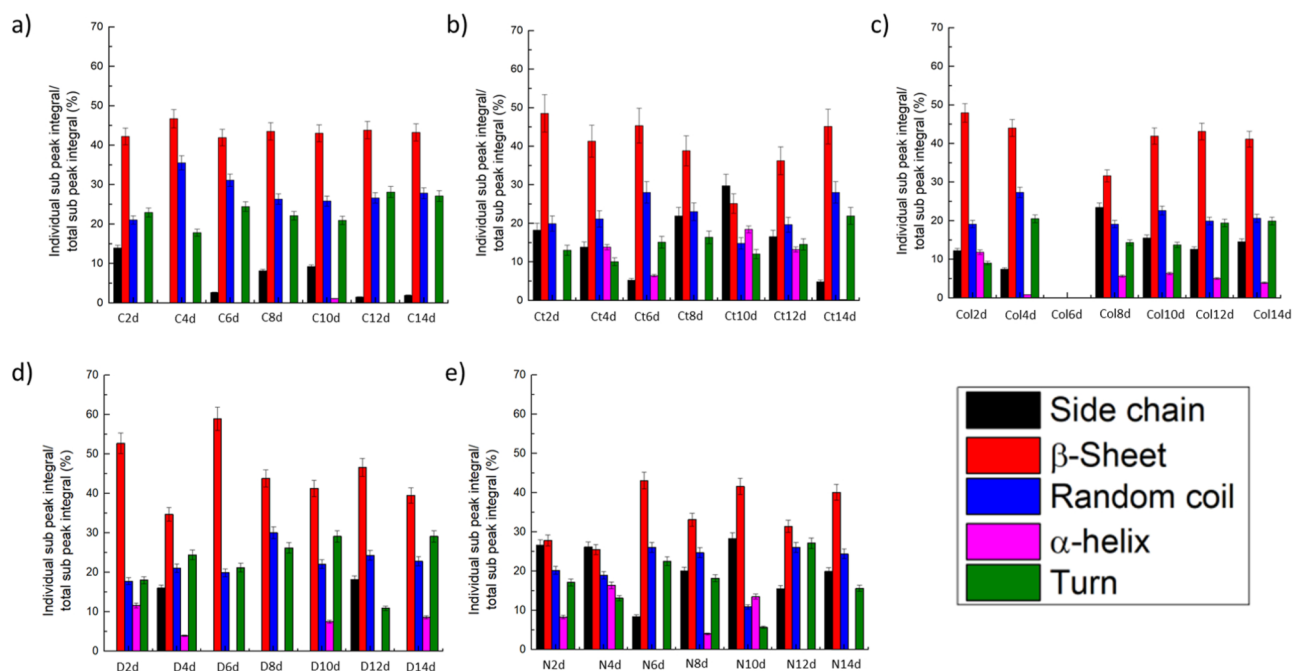 a)
Individual sub peak integral/
total sub peak integral (%)
70
60
50
40
30
20
10
0
C2d C4d C6d C8d C10d C12d C14d
b)
Individual sub peak integral/
total sub peak integral (%)
70
60
50
40
30
20
10
0
Ct2d Ct4d Ct6d Ct8d Ct10d Ct12d Ct14d
c)
Individual sub peak integral/
total sub peak integral (%)
70
60
50
40
30
20
10
0
Col2d Col4d Col6d Col8d Col10d Col12d Col14d
d)
Individual sub peak integral/
total sub peak integral (%)
70
60
50
40
30
20
10
0
D2d D4d D6d D8d D10d D12d D14d
e)
Individual sub peak integral/
total sub peak integral (%)
70
60
50
40
30
20
10
0
N2d N4d N6d N8d N10d N12d N14d
Side chain
β-Sheet
Random coil
α-helix
Turn